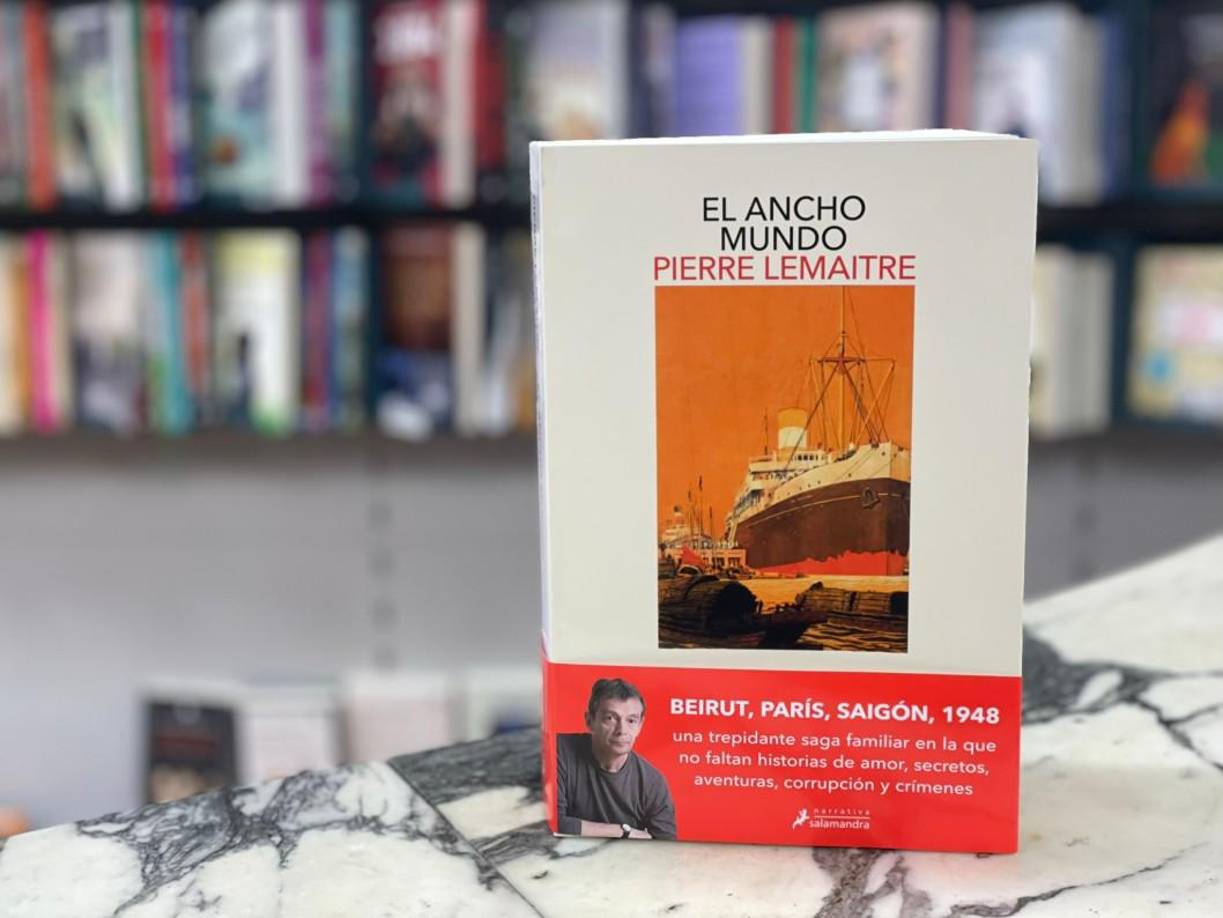 EL ANCHO
MUNDO
PIERRE LEMAITRE
BEIRUT, PARÍS, SAIGÓN, 1948
una trepidante saga familiar en la que
no faltan historias de amor, secretos,
aventuras, corrupción y crímenes
narrativa
salamandra